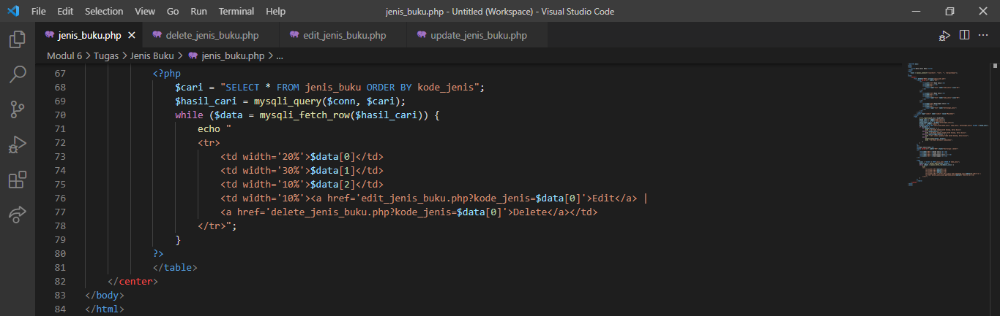 File Edit Selection View Go Run Terminal Help jenis_buku.php - Untitled (Workspace) - Visual Studio Code
jenis_buku.php delete_jenis_buku.php edit_jenis_buku.php update_jenis_buku.php
Modul 6 > Tugas > Jenis Buku > jenis_buku.php > ...
67 <?php
68 $cari = "SELECT * FROM jenis_buku ORDER BY kode_jenis";
69 $hasil_cari = mysqli_query($conn, $cari);
70 while ($data = mysqli_fetch_row($hasil_cari)) {
71 echo "
72 <tr>
73 <td width='20%'>$data[0]</td>
74 <td width='30%'>$data[1]</td>
75 <td width='10%'>$data[2]</td>
76 <td width='10%'><a href='edit_jenis_buku.php?kode_jenis=$data[0]'>Edit</a> |
77 <a href='delete_jenis_buku.php?kode_jenis=$data[0]'>Delete</a></td>
78 </tr>";
79 }
80 ?>
81 </table>
82 </center>
83 </body>
84 </html>